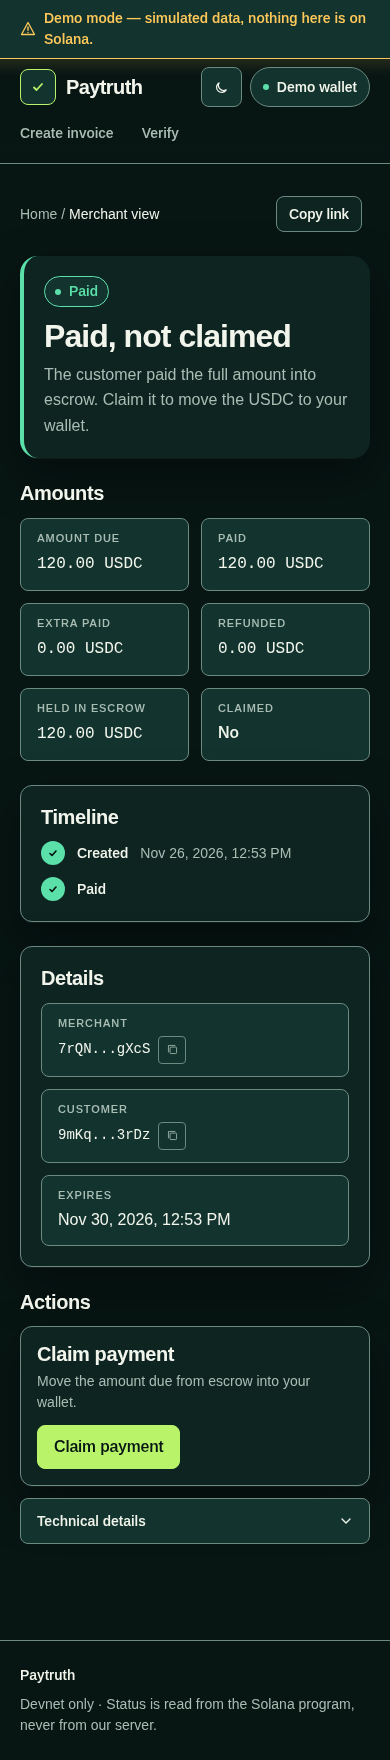 Demo mode — simulated data, nothing here is on
Solana.
Paytruth
Demo wallet
Create invoice Verify
Home / Merchant view
Copy link
Paid
Paid, not claimed
The customer paid the full amount into
escrow. Claim it to move the USDC to your
wallet.
Amounts
AMOUNT DUE
120.00 USDC
PAID
120.00 USDC
EXTRA PAID
0.00 USDC
REFUNDED
0.00 USDC
HELD IN ESCROW
120.00 USDC
CLAIMED
No
Timeline
Created Nov 26, 2026, 12:53 PM
Paid
Details
MERCHANT
7rQN...gXcS
CUSTOMER
9mKq...3rDz
EXPIRES
Nov 30, 2026, 12:53 PM
Actions
Claim payment
Move the amount due from escrow into your
wallet.
Claim payment
Technical details
Paytruth
Devnet only · Status is read from the Solana program,
never from our server.